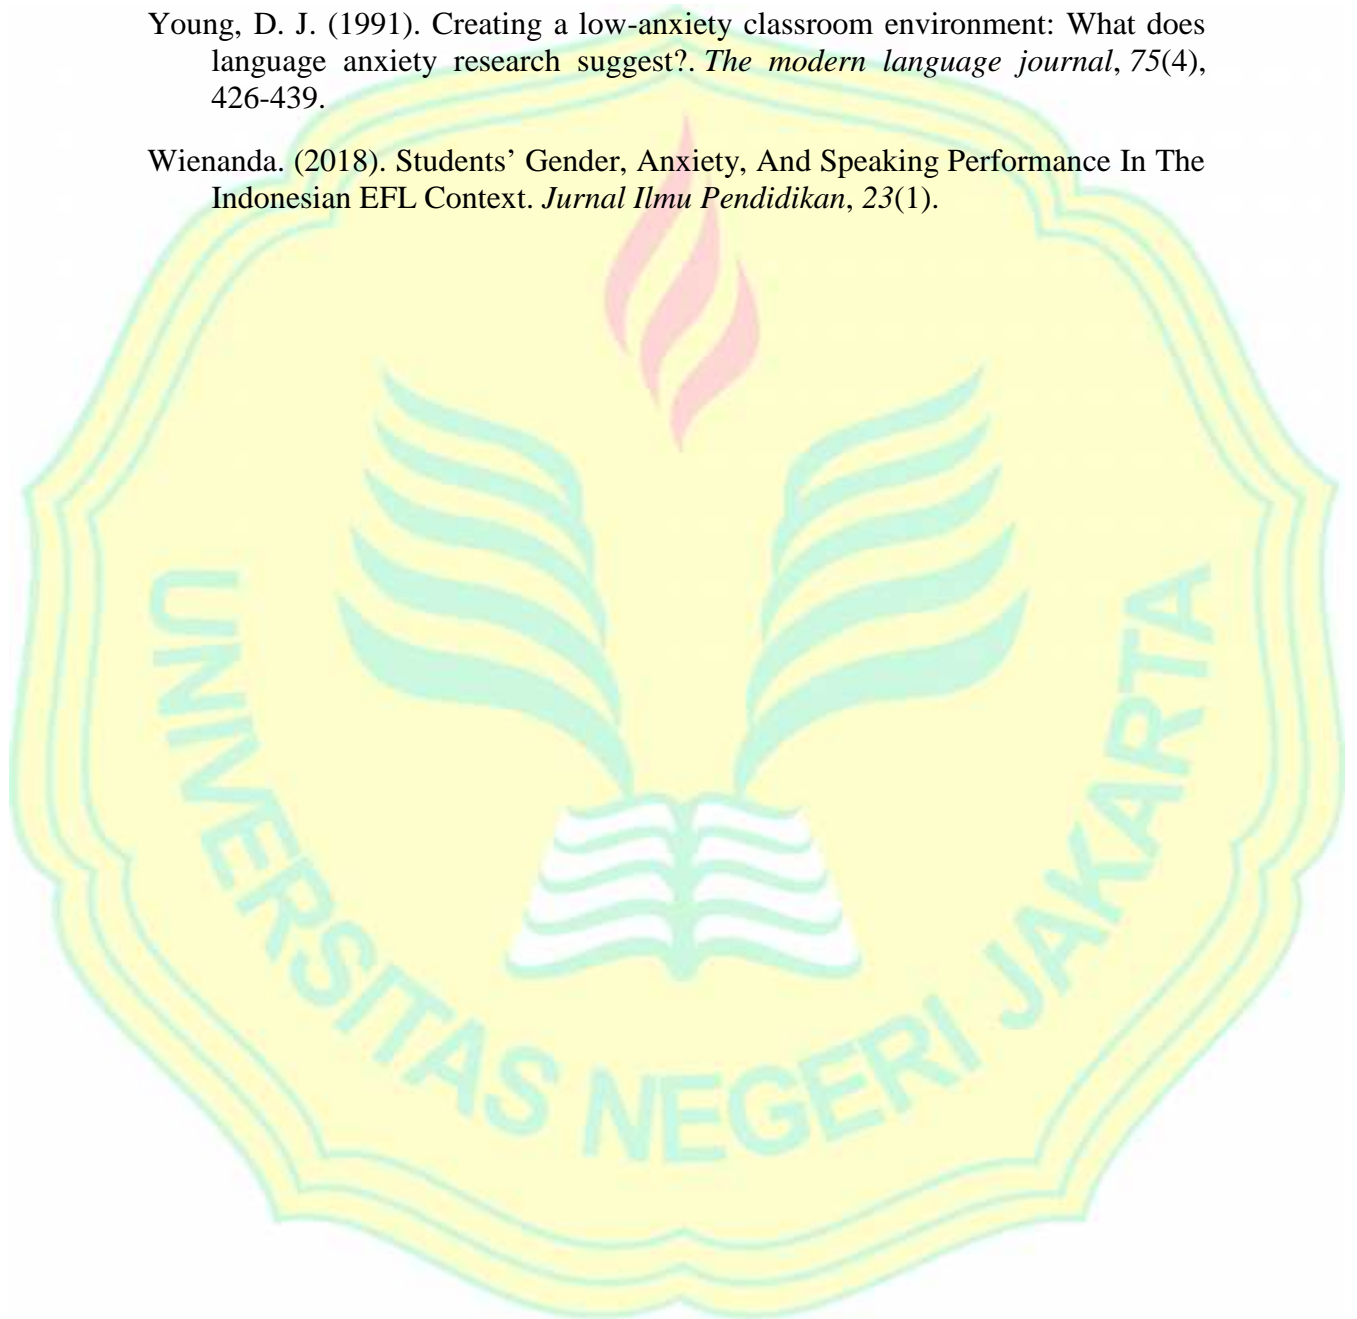 Young, D. J. (1991). Creating a low-anxiety classroom environment: What does
language anxiety research suggest?. The modern language journal, 75(4),
426-439.
Wienanda. (2018). Students’ Gender, Anxiety, And Speaking Performance In The
Indonesian EFL Context. Jurnal Ilmu Pendidikan, 23(1).
UNIVERSITAS NEGERI JAKARTA